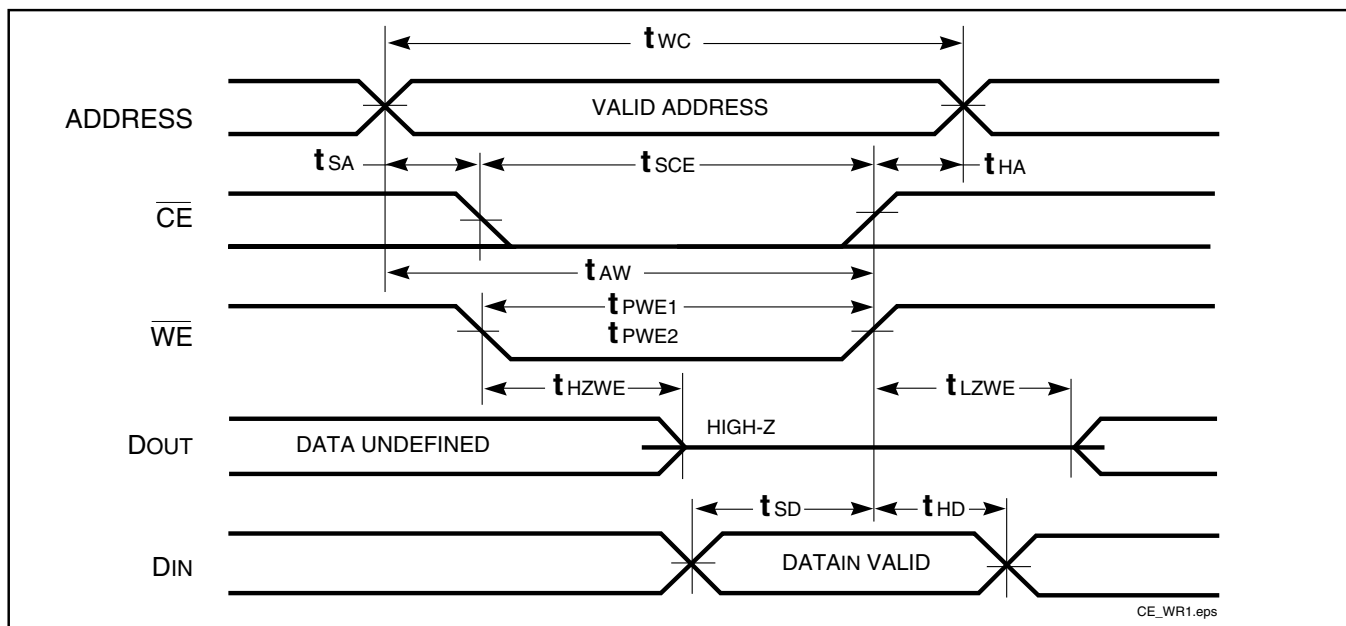 tWC
ADDRESS
VALID ADDRESS
tSA
tSCE
tHA
CE
tAW
tPWE1
WE
tPWE2
tHZWE
tLZWE
DOUT
DATA UNDEFINED
HIGH-Z
tSD
tHD
DIN
DATAIN VALID
CE_WR1.eps